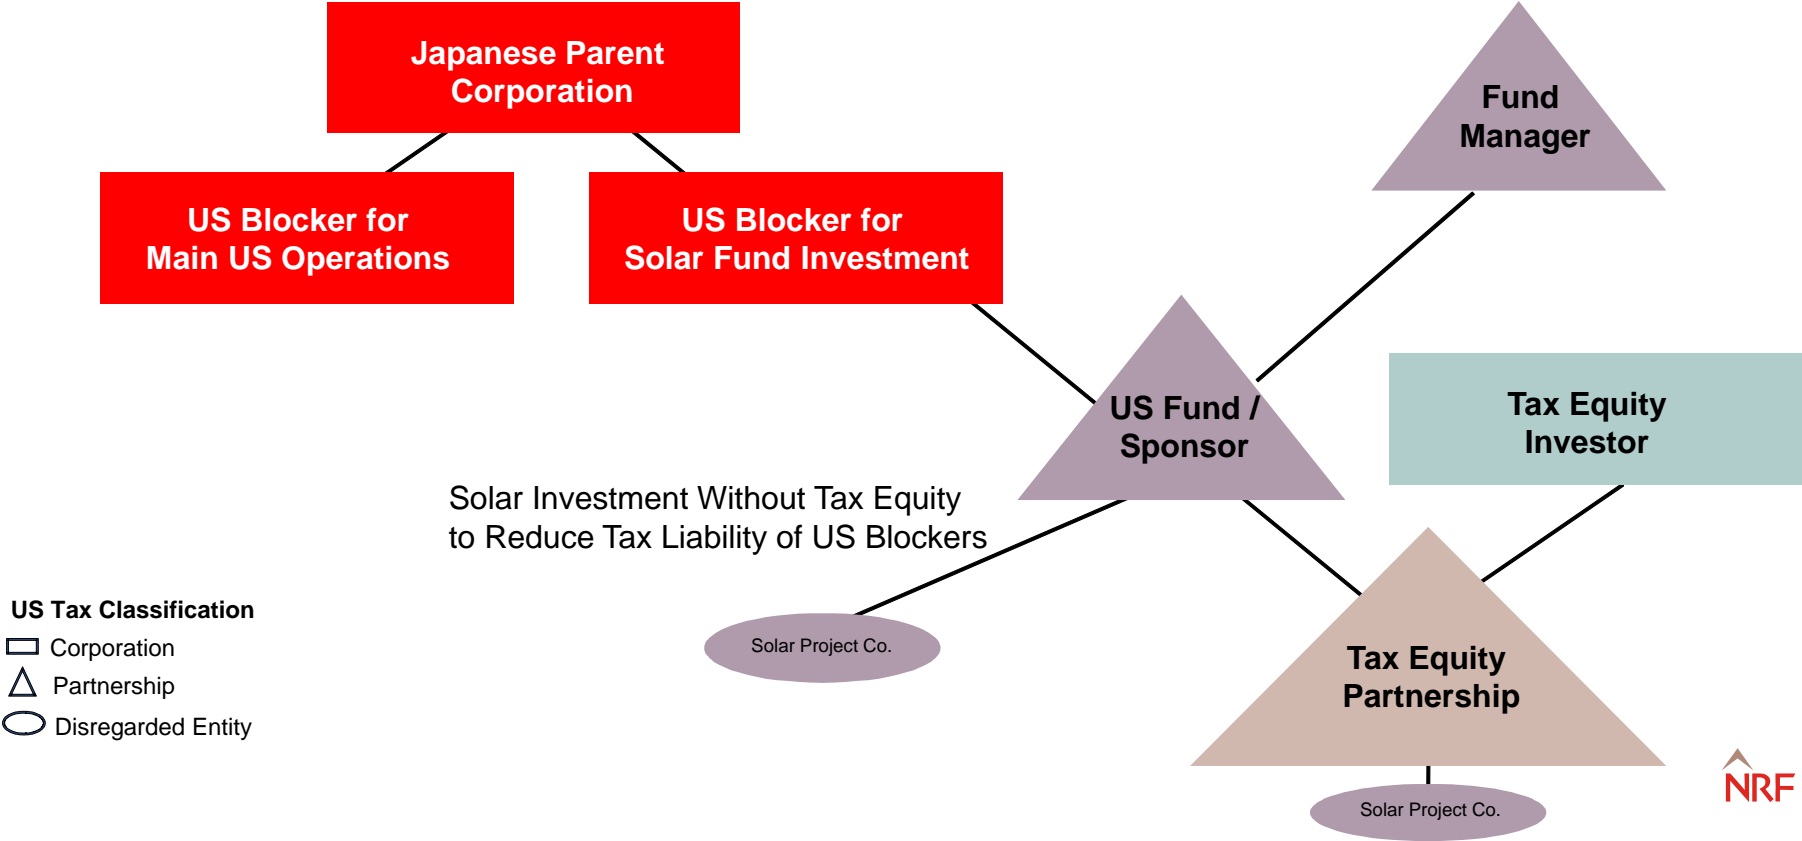 Japanese Parent
Corporation
Fund
Manager
US Blocker for
Main US Operations
US Blocker for
Solar Fund Investment
US Fund /
Sponsor
Tax Equity
Investor
Solar Investment Without Tax Equity
to Reduce Tax Liability of US Blockers
Solar Project Co.
Tax Equity
Partnership
Solar Project Co.
US Tax Classification
Corporation
Partnership
Disregarded Entity
NRF